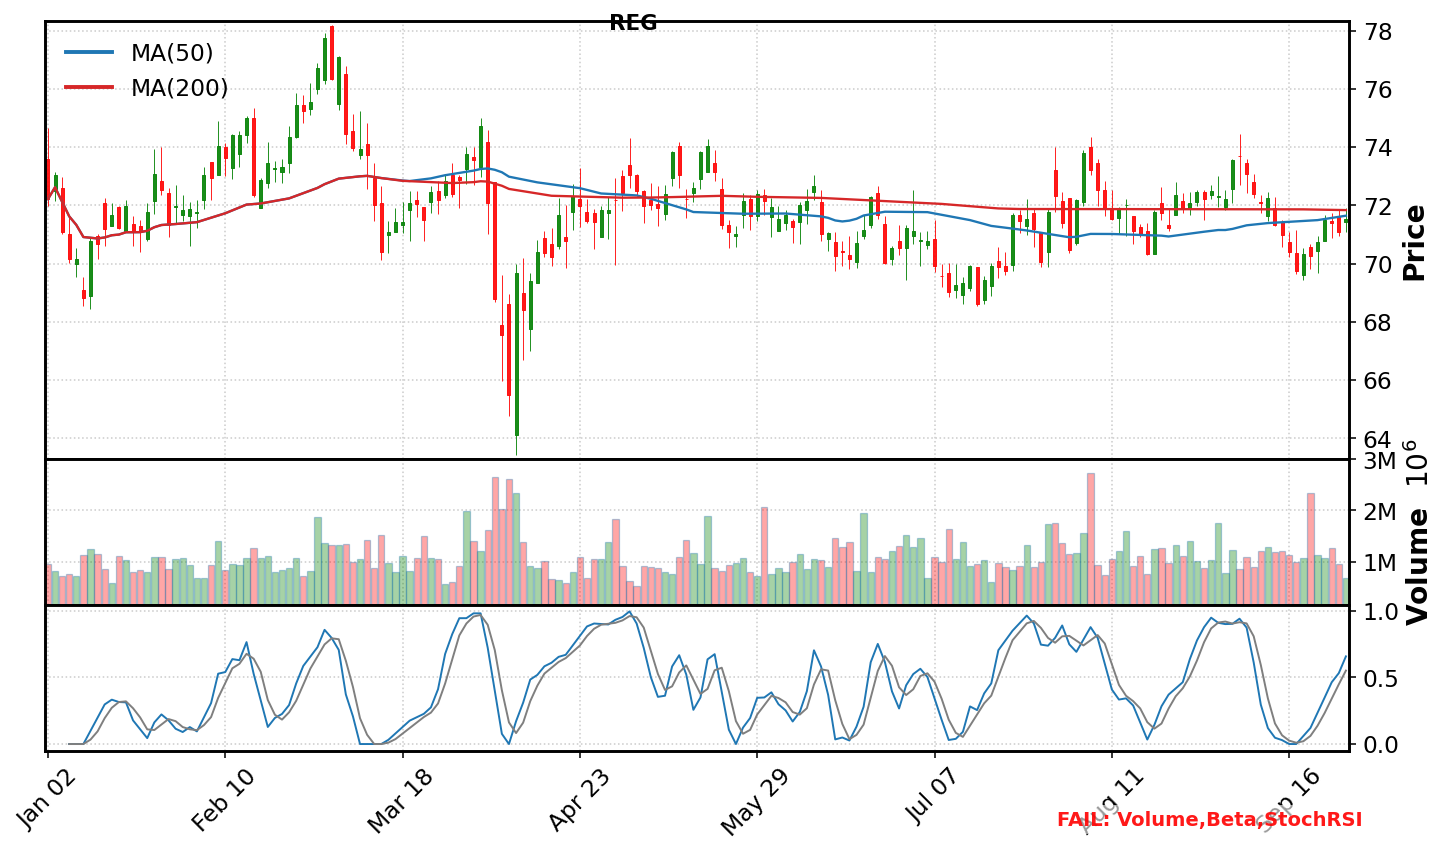 REG
MA(50)
MA(200)
78
76
74
72
70
68
66
64
Price
3M
2M
1M
Volume 10^6
1.0
0.5
0.0
Jan 02
Feb 10
Mar 18
Apr 23
May 29
Jul 07
Aug 11
Sep 16
FAIL: Volume,Beta,StochRSI